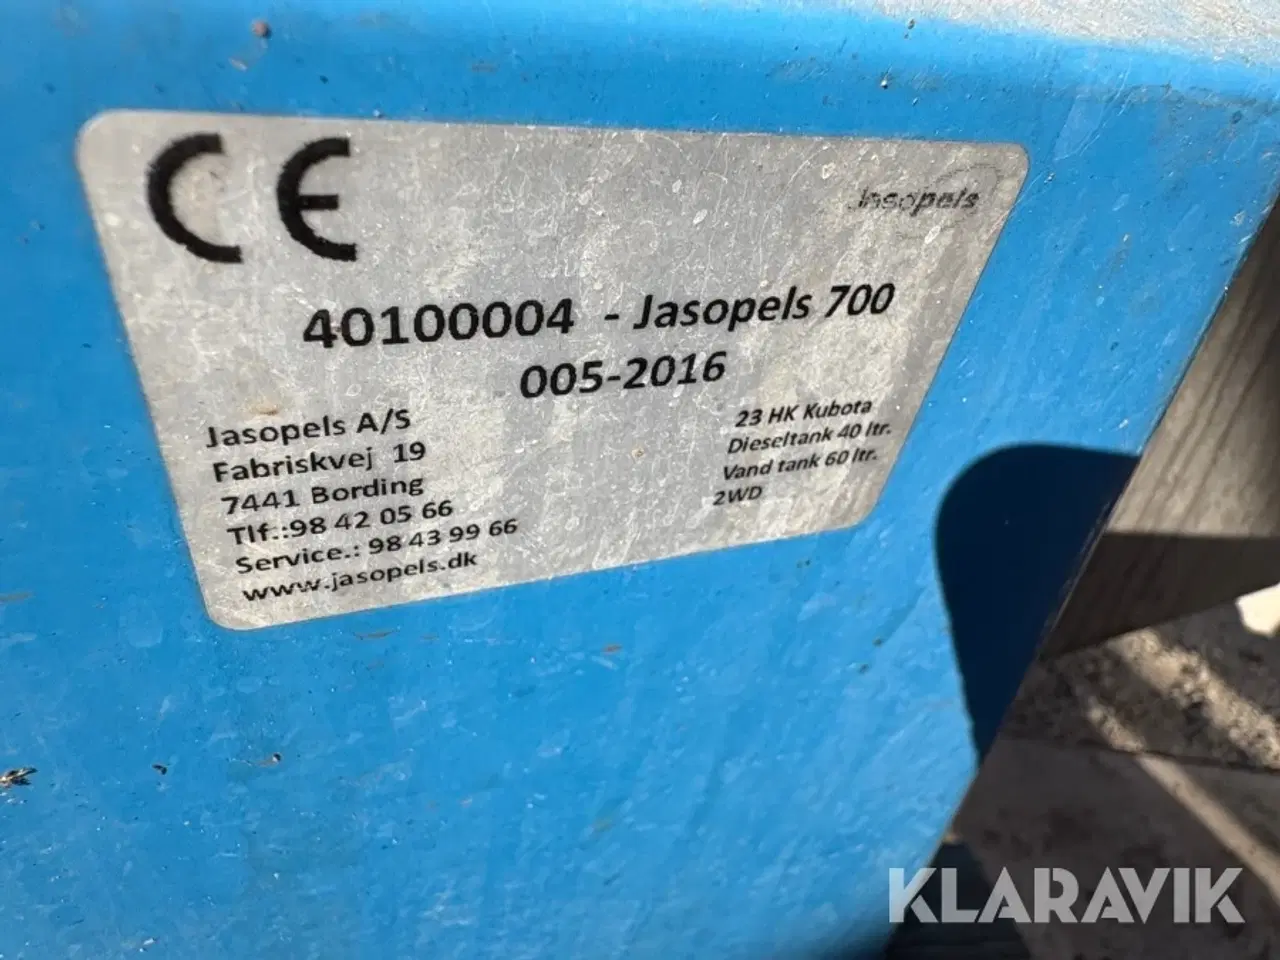 CE
Jasopels
40100004 - Jasopels 700
005-2016
Jasopels A/S
Fabriskvej 19
7441 Bording
Tlf.:98 42 05 66
Service.: 98 43 99 66
www.jasopels.dk
23 HK Kubota
Dieseltank 40 ltr.
Vand tank 60 ltr.
2WD
KLARAVIK